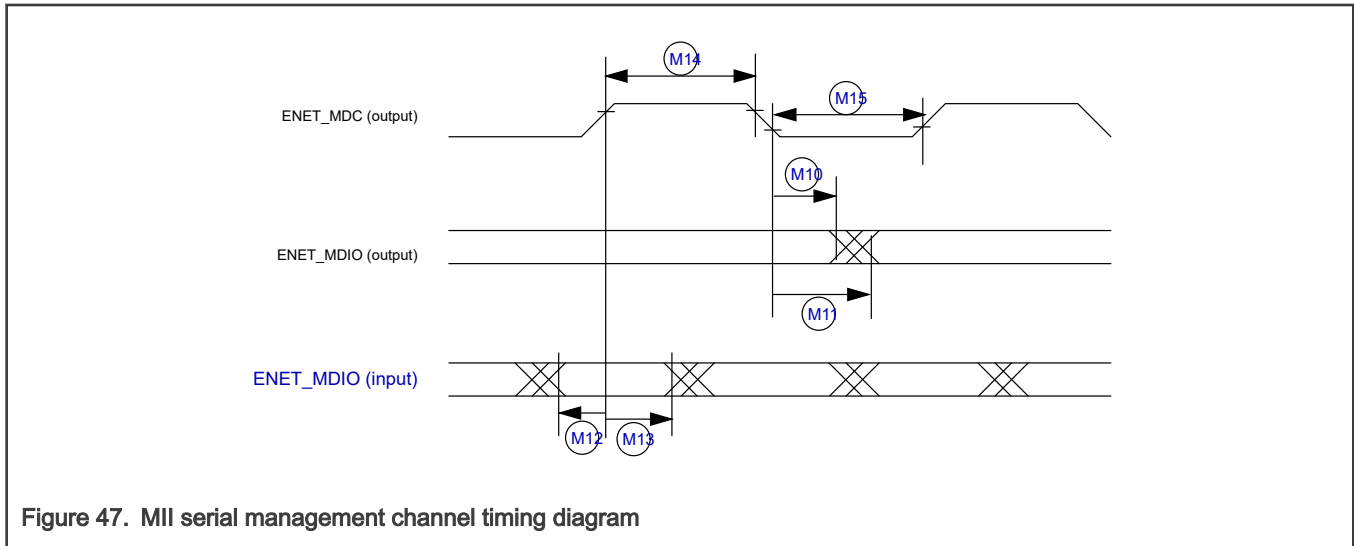 M14
M15
ENET_MDC (output)
M10
ENET_MDIO (output)
M11
ENET_MDIO (input)
M12 M13
Figure 47. MII serial management channel timing diagram